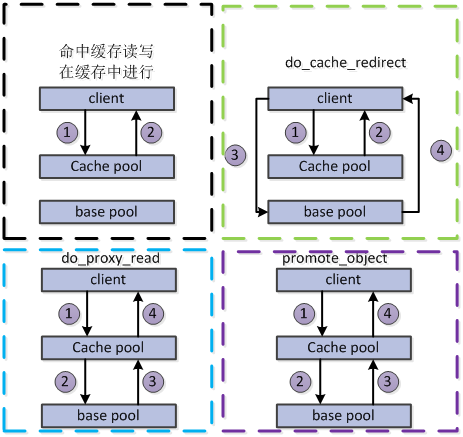 命中缓存读写
在缓存中进行
client
1
2
Cache pool
base pool
do_cache_redirect
client
1
2
3
4
Cache pool
base pool
do_proxy_read
client
1
4
Cache pool
2
3
base pool
promote_object
client
1
4
Cache pool
2
3
base pool